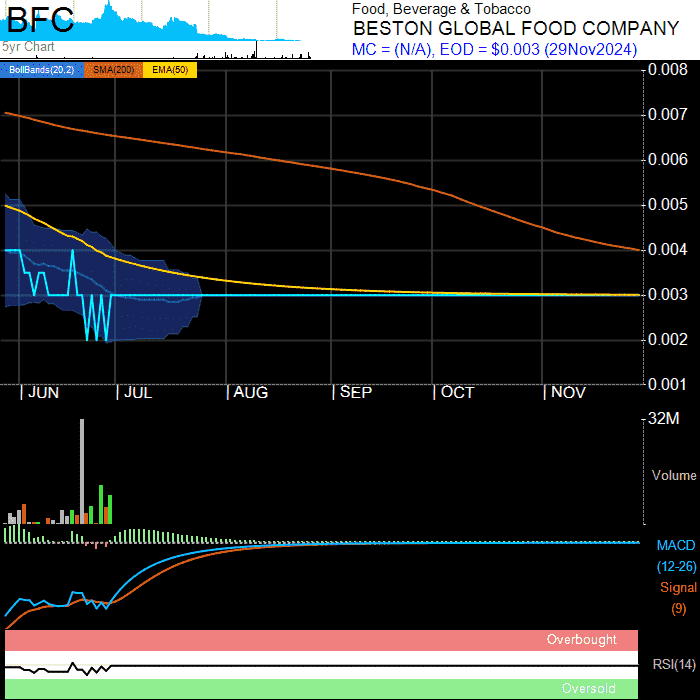 BFC
Food, Beverage & Tobacco
BESTON GLOBAL FOOD COMPANY
5yr Chart
MC = (N/A), EOD = $0.003 (29Nov2024)
BollBands(20,2) SMA(200) EMA(50)
0.008
0.007
0.006
0.005
0.004
0.003
0.002
0.001
JUN JUL AUG SEP OCT NOV
32M
Volume
MACD
(12-26)
Signal
(9)
Overbought
RSI(14)
Oversold